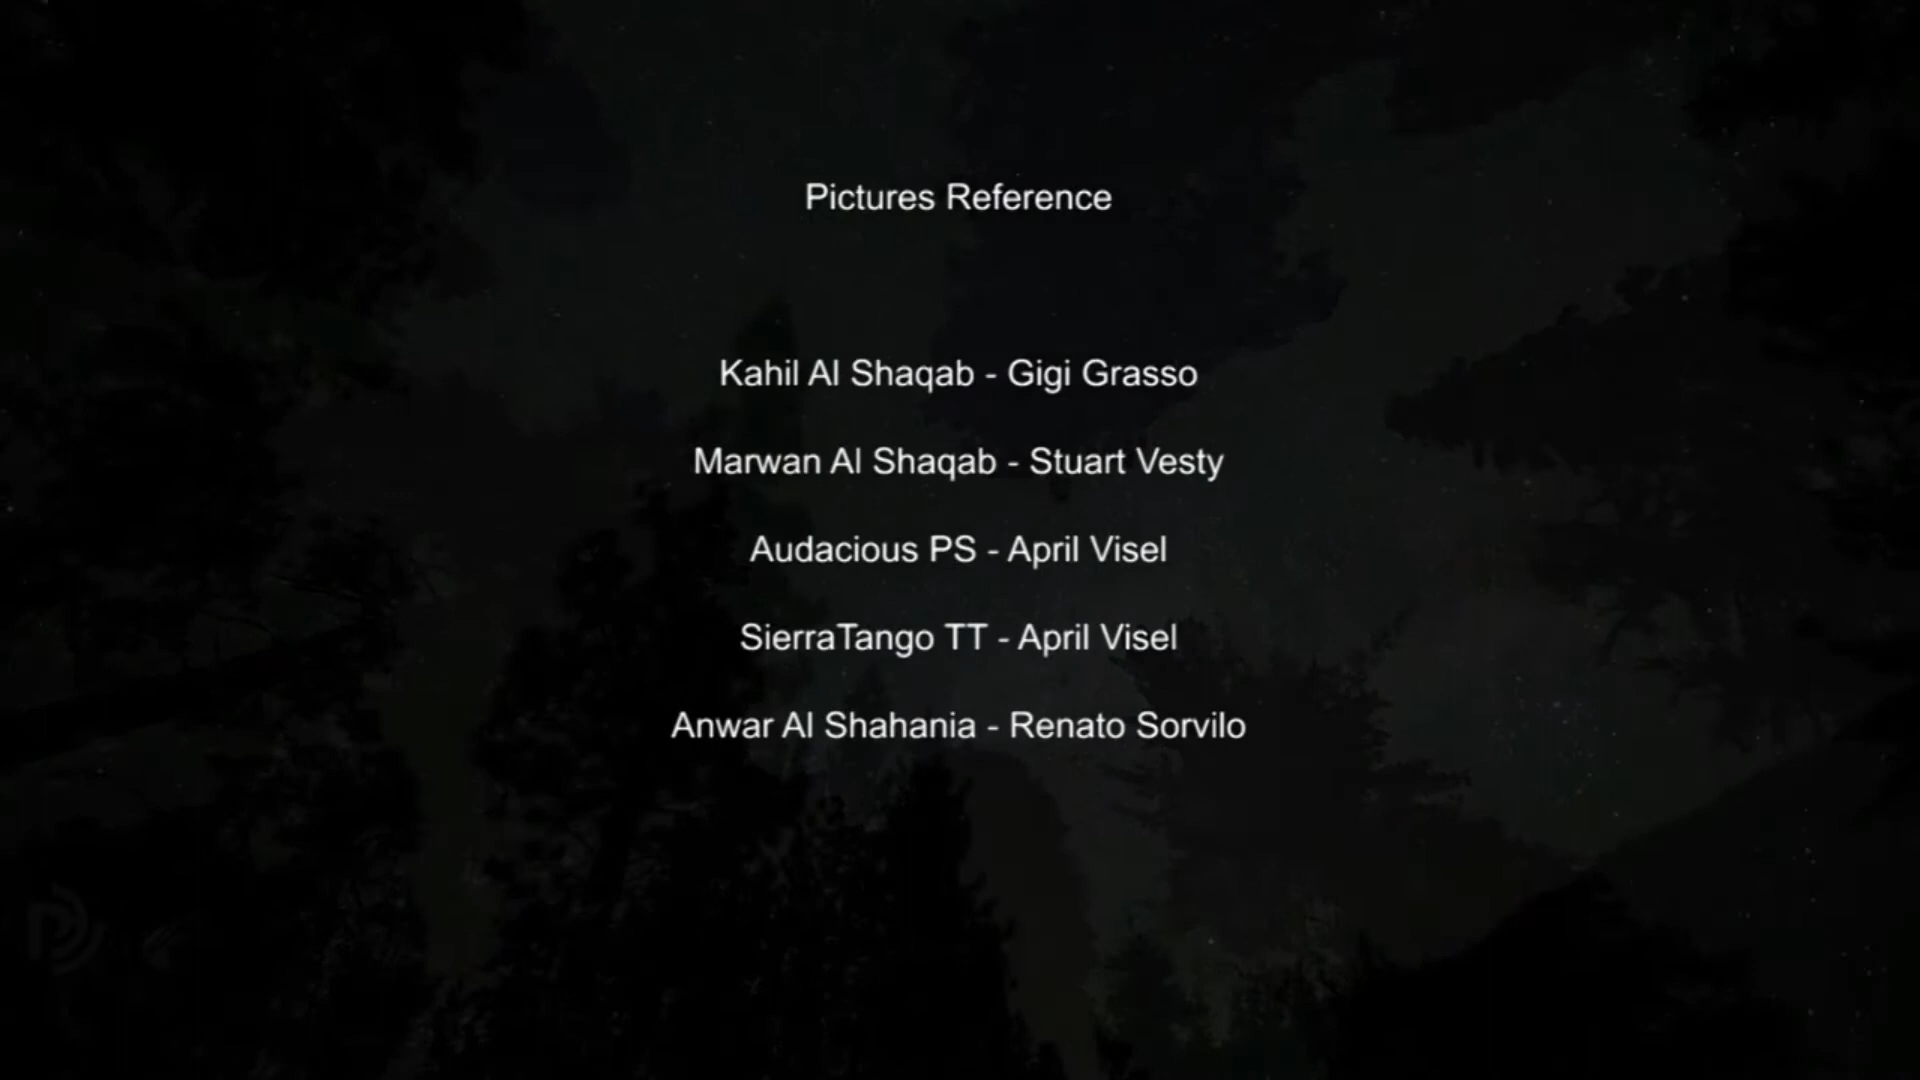 Pictures Reference
Kahil Al Shaqab - Gigi Grasso
Marwan Al Shaqab - Stuart Vesty
Audacious PS - April Visel
SierraTango TT - April Visel
Anwar Al Shahania - Renato Sorvilo